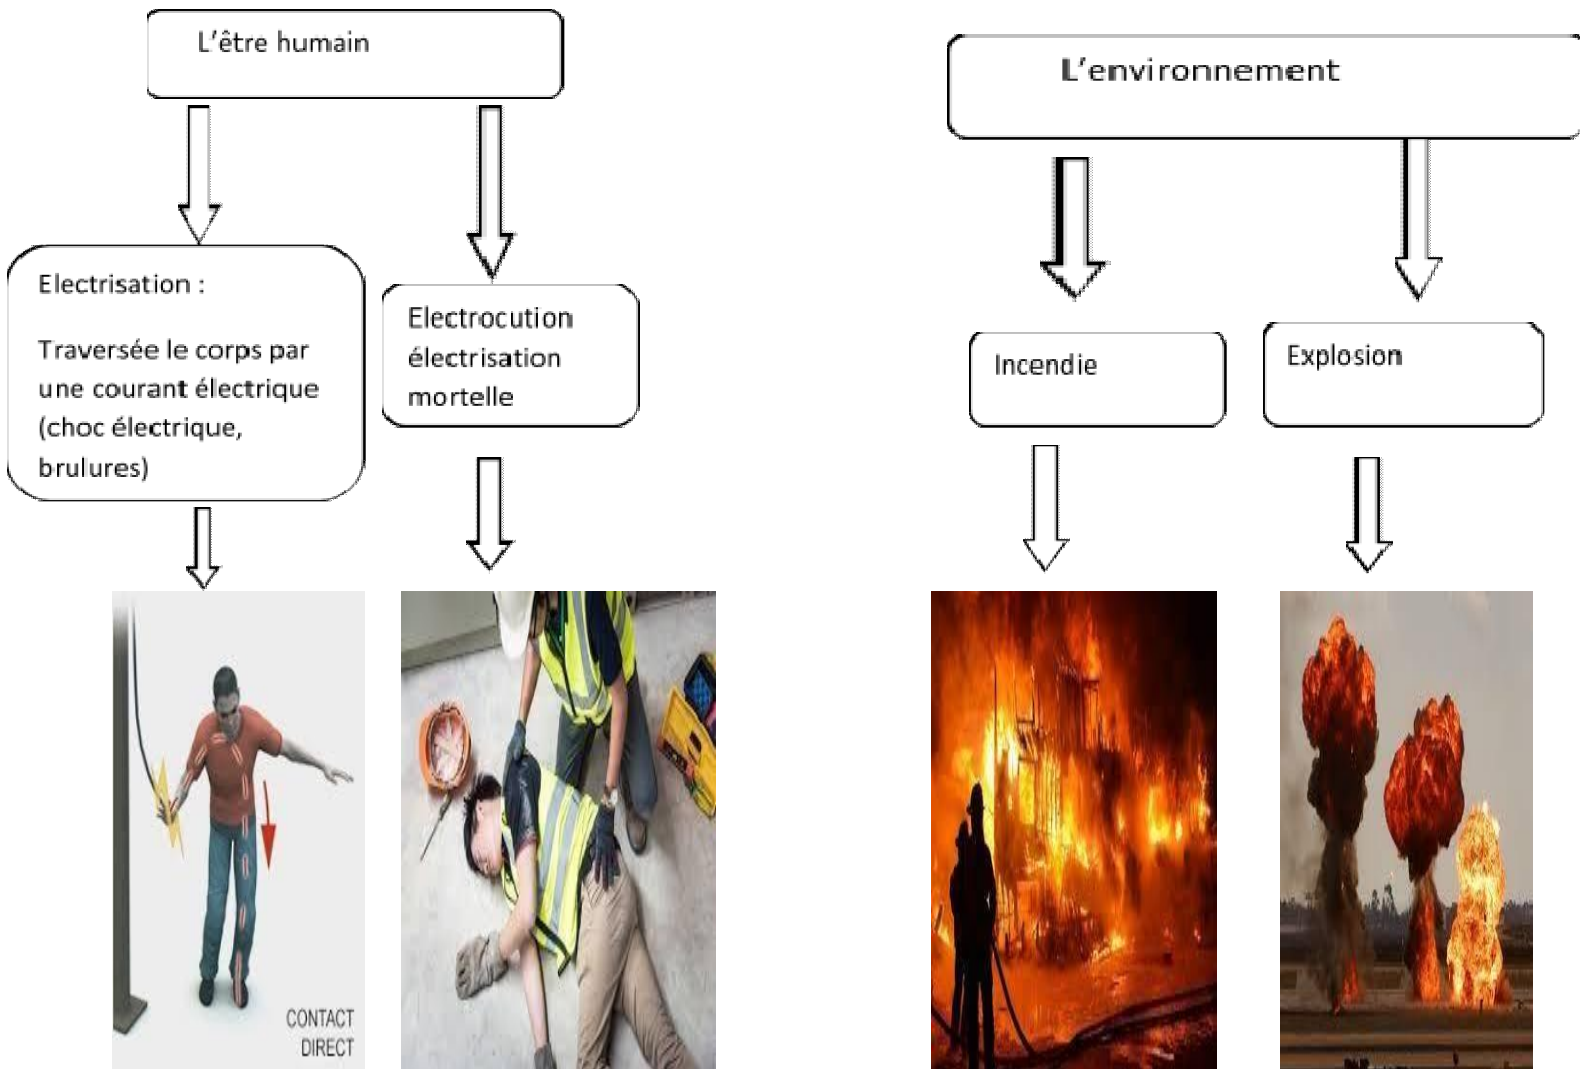 L'être humain
L'environnement
Electrisation :
Traversée le corps par
une courant électrique
(choc électrique,
brulures)
Electrocution
électrisation
mortelle
Incendie
Explosion
CONTACT
DIRECT